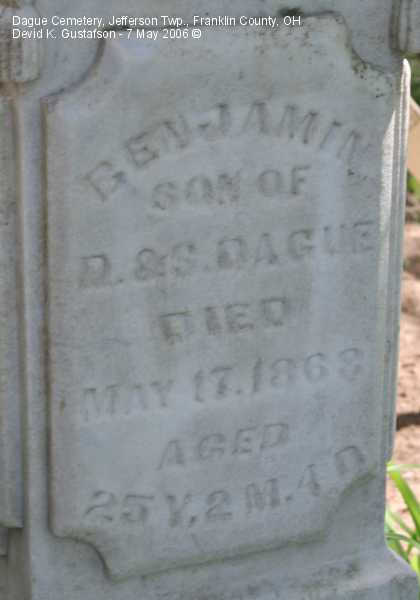 Dague Cemetery, Jefferson Twp., Franklin County, OH
Devid K. Gustafson - 7 May 2006 ©
BENJAMIN
SON OF
D. & S. DAGUE
DIED
MAY 17, 1868
AGED
25 Y, 2 M. 4 D